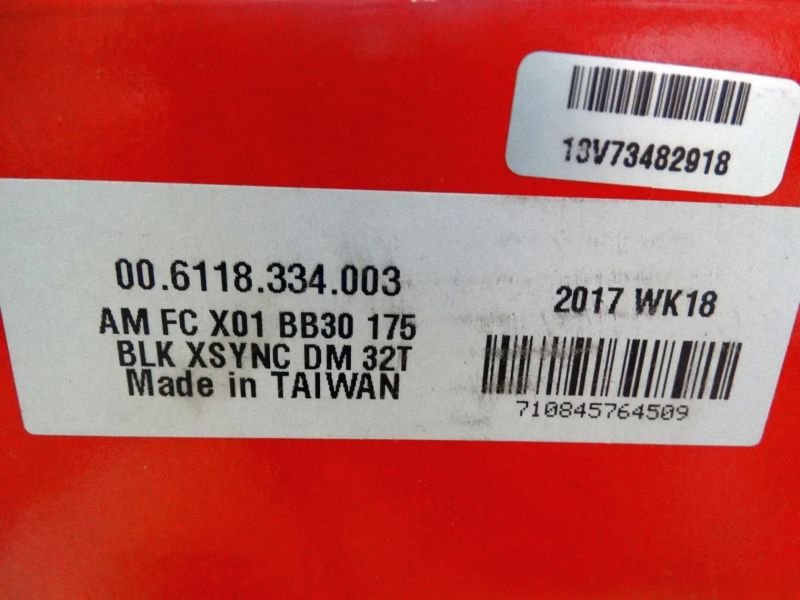 13V73482918
00.6118.334.003
2017 WK18
AM FC X01 BB30 175
BLK XSYNC DM 32T
Made in TAIWAN
710845764509